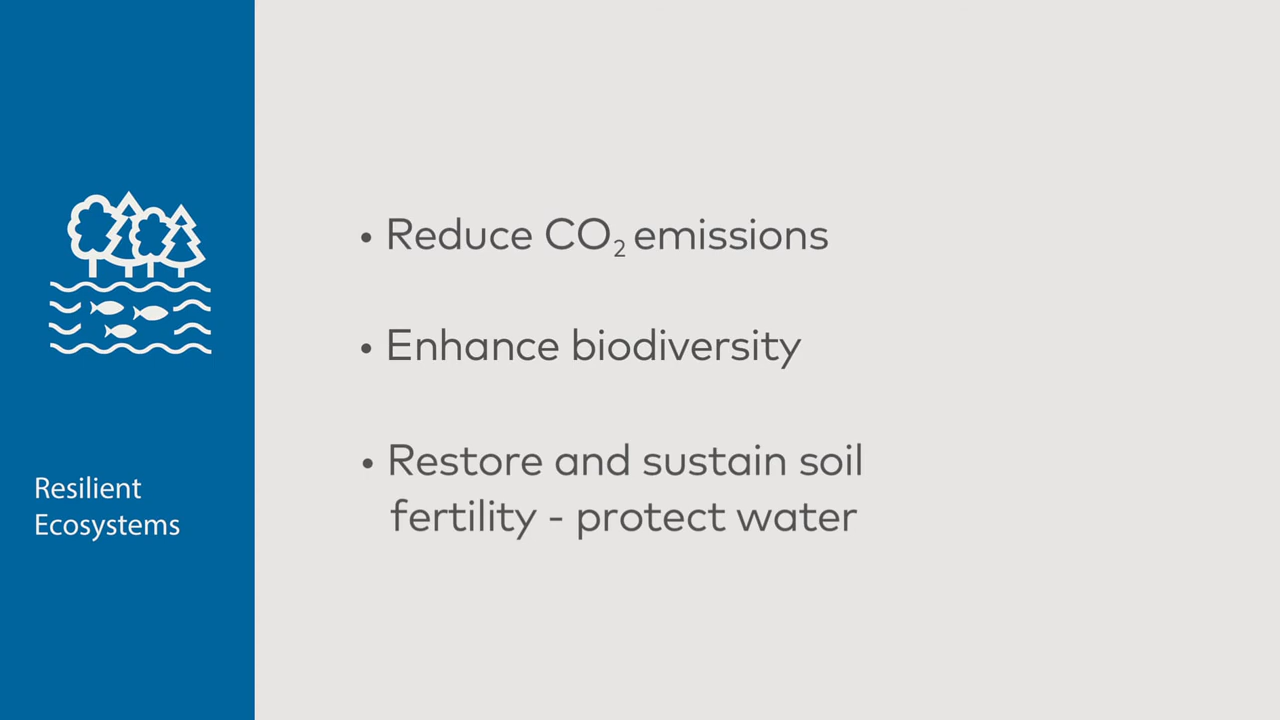 Resilient
Ecosystems
• Reduce CO₂ emissions
• Enhance biodiversity
• Restore and sustain soil
fertility - protect water